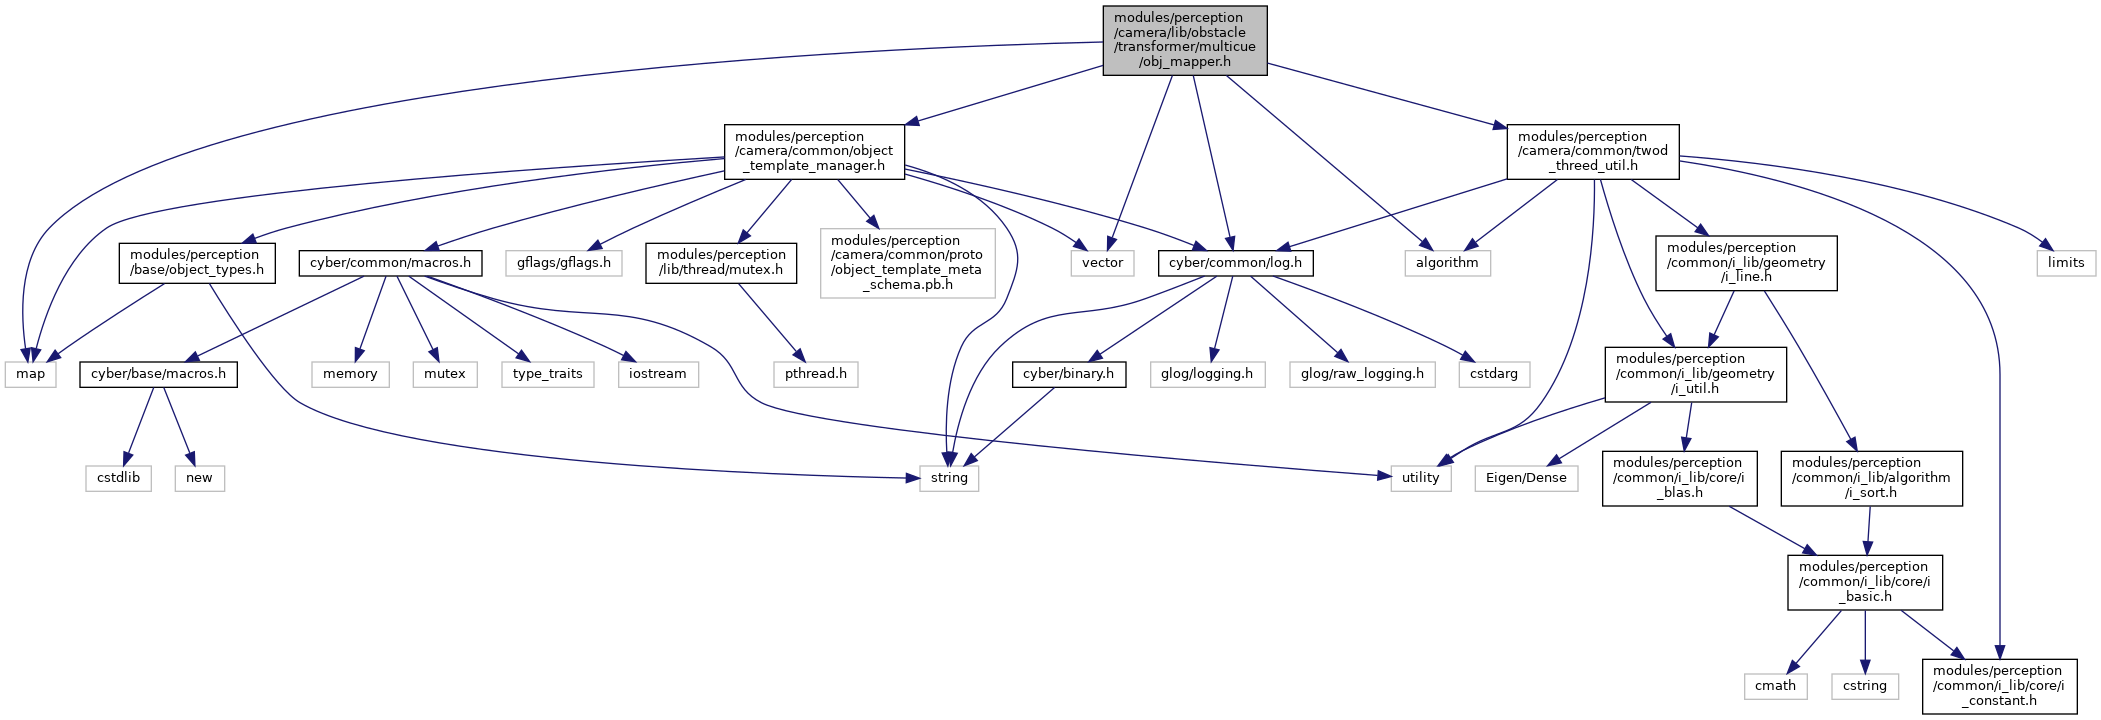 modules/perception
/camera/lib/obstacle
/transformer/multicue
/obj_mapper.h
modules/perception
/camera/common/object
_template_manager.h
modules/perception
/camera/common/twod
_threed_util.h
modules/perception
/base/object_types.h
cyber/common/macros.h
gflags/gflags.h
modules/perception
/lib/thread/mutex.h
modules/perception
/camera/common/proto
/object_template_meta
_schema.pb.h
vector
cyber/common/log.h
algorithm
modules/perception
/common/i_lib/geometry
/i_line.h
limits
map
cyber/base/macros.h
memory
mutex
type_traits
iostream
pthread.h
cyber/binary.h
glog/logging.h
glog/raw_logging.h
cstdarg
modules/perception
/common/i_lib/geometry
/i_util.h
cstdlib
new
string
utility
Eigen/Dense
modules/perception
/common/i_lib/core/i
_blas.h
modules/perception
/common/i_lib/algorithm
/i_sort.h
modules/perception
/common/i_lib/core/i
_basic.h
cmath
cstring
modules/perception
/common/i_lib/core/i
_constant.h